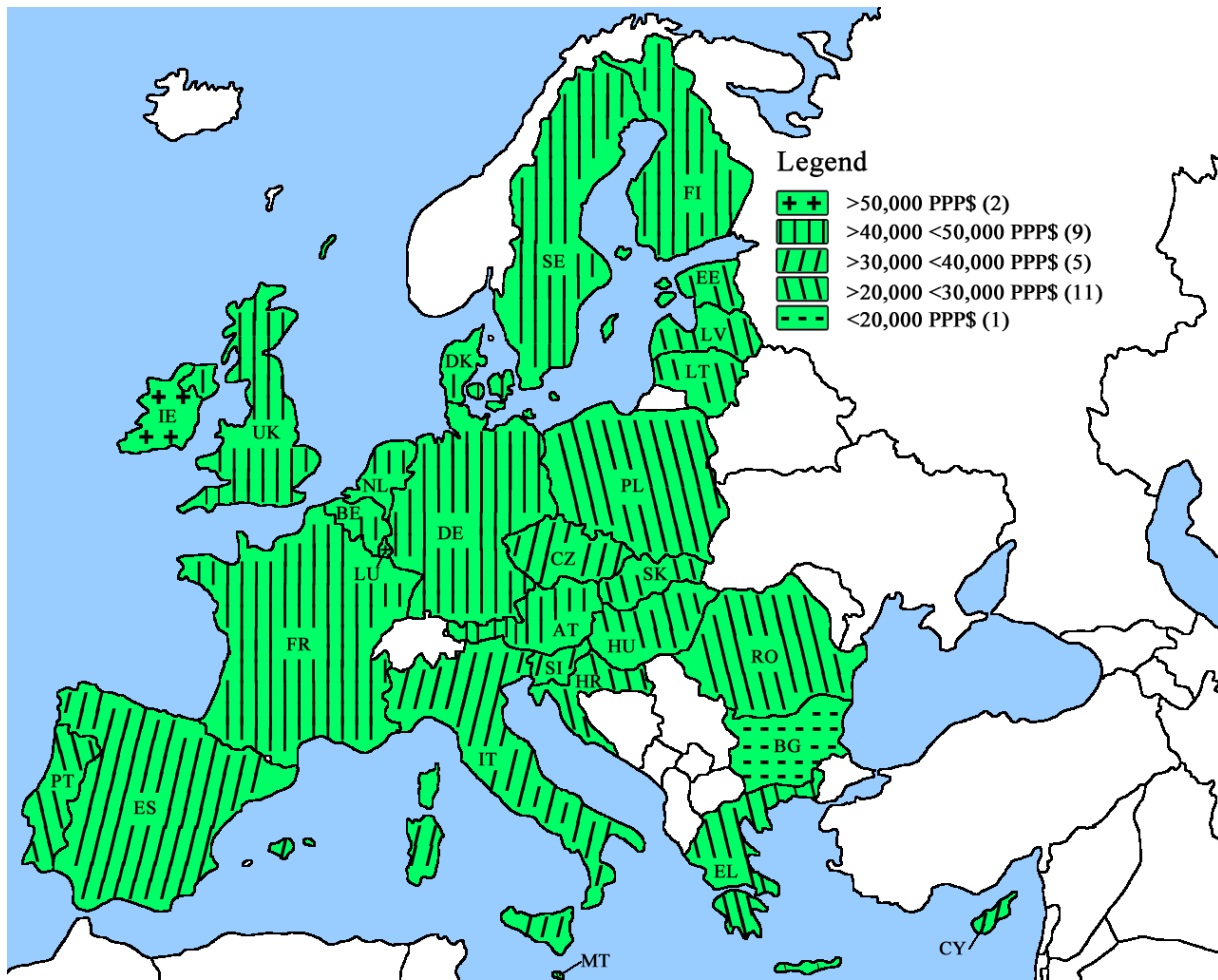 Legend
>50,000 PPP$ (2)
>40,000 <50,000 PPP$ (9)
>30,000 <40,000 PPP$ (5)
>20,000 <30,000 PPP$ (11)
<20,000 PPP$ (1)
FI
SE
EE
LV
LT
DK
IE
UK
NL
PL
BE
DE
CZ
LU
SK
AT
FR
HU
RO
SI
HR
BG
IT
PT
ES
EL
CY
MT